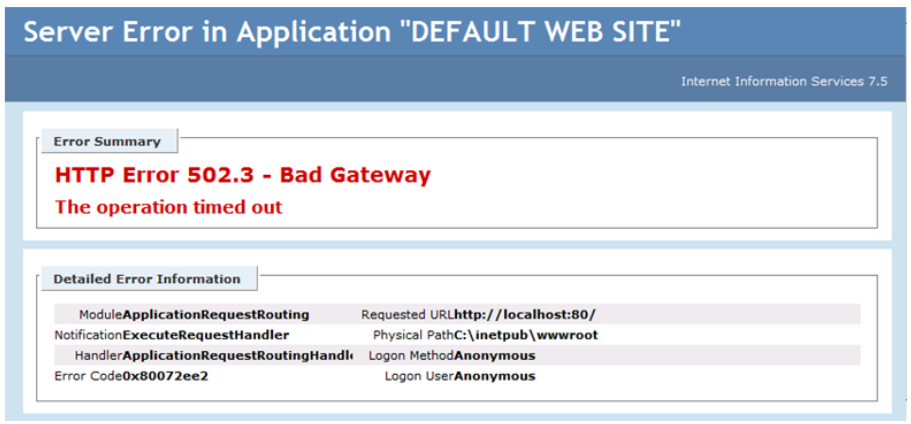 Server Error in Application "DEFAULT WEB SITE"
Internet Information Services 7.5
Error Summary
HTTP Error 502.3 - Bad Gateway
The operation timed out
Detailed Error Information
Module ApplicationRequestRouting Requested URL http://localhost:80/
Notification ExecuteRequestHandler Physical Path C:\inetpub\wwwroot
Handler ApplicationRequestRoutingHandl Logon Method Anonymous
Error Code 0x80072ee2 Logon User Anonymous